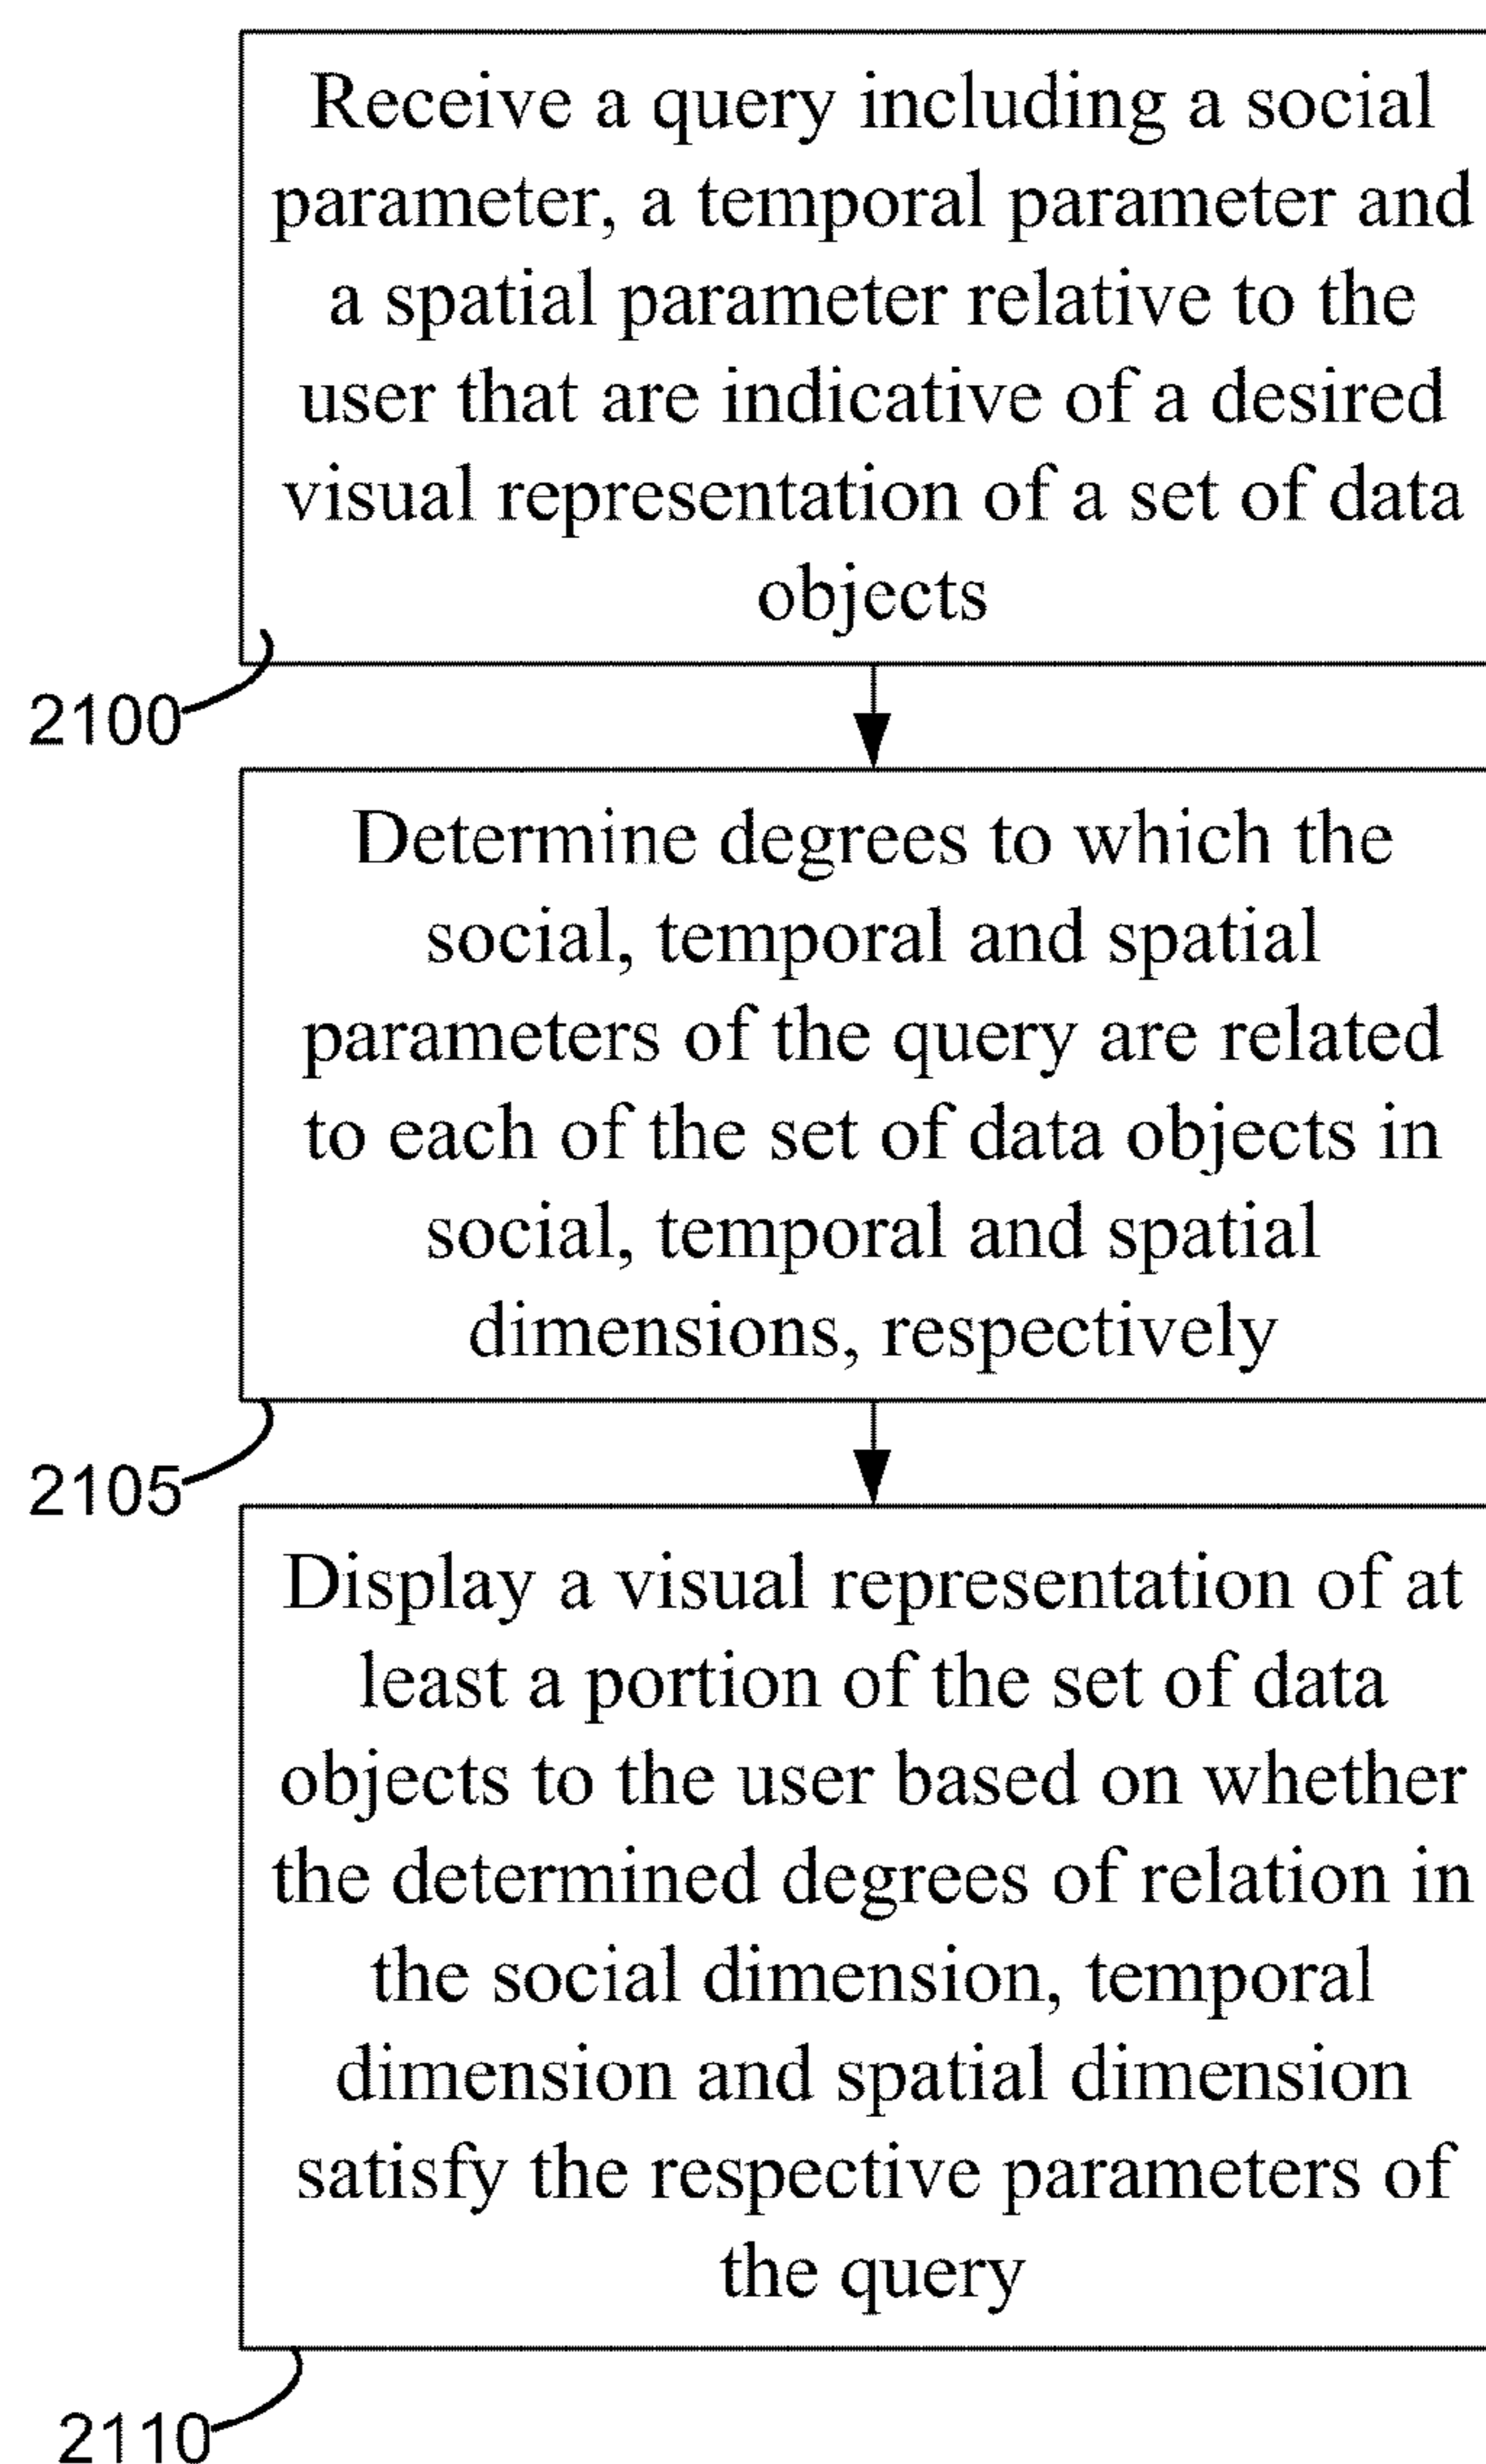 Receive a query including a social
parameter, a temporal parameter and
a spatial parameter relative to the
user that are indicative of a desired
visual representation of a set of data
objects
2100
Determine degrees to which the
social, temporal and spatial
parameters of the query are related
to each of the set of data objects in
social, temporal and spatial
dimensions, respectively
2105
Display a visual representation of at
least a portion of the set of data
objects to the user based on whether
the determined degrees of relation in
the social dimension, temporal
dimension and spatial dimension
satisfy the respective parameters of
the query
2110